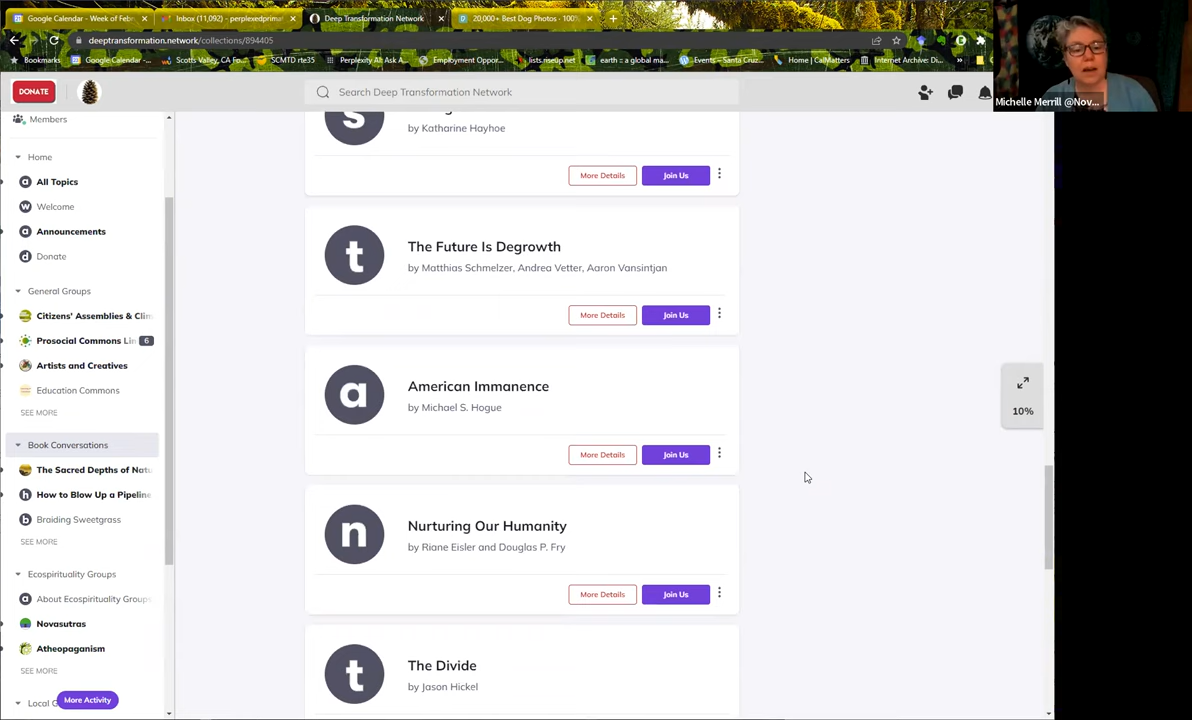 Google Calendar - Week of Febr
Inbox (11,092) - perplexedprima
Deep Transformation Network
20,000+ Best Dog Photos · 100%
deeptransformation.network/collections/894405
Bookmarks
Google Calendar -...
Scotts Valley, CA Fo...
SCMTD rte35
Perplexity AI: Ask A...
Employment Oppor...
lists.riseup.net
earth :: a global ma...
Events – Santa Cruz...
Home | CalMatters
Internet Archive: Di...
Michelle Merrill @Nov...
DONATE
Search Deep Transformation Network
Members
Home
All Topics
Welcome
Announcements
Donate
General Groups
Citizens' Assemblies & Clim
Prosocial Commons Lin
6
Artists and Creatives
Education Commons
SEE MORE
Book Conversations
The Sacred Depths of Natu
How to Blow Up a Pipeline
Braiding Sweetgrass
SEE MORE
Ecospirituality Groups
About Ecospirituality Groups
Novasutras
Atheopaganism
SEE MORE
Local G
More Activity
s
by Katharine Hayhoe
More Details
Join Us
t
The Future Is Degrowth
by Matthias Schmelzer, Andrea Vetter, Aaron Vansintjan
More Details
Join Us
a
American Immanence
by Michael S. Hogue
More Details
Join Us
n
Nurturing Our Humanity
by Riane Eisler and Douglas P. Fry
More Details
Join Us
t
The Divide
by Jason Hickel
10%